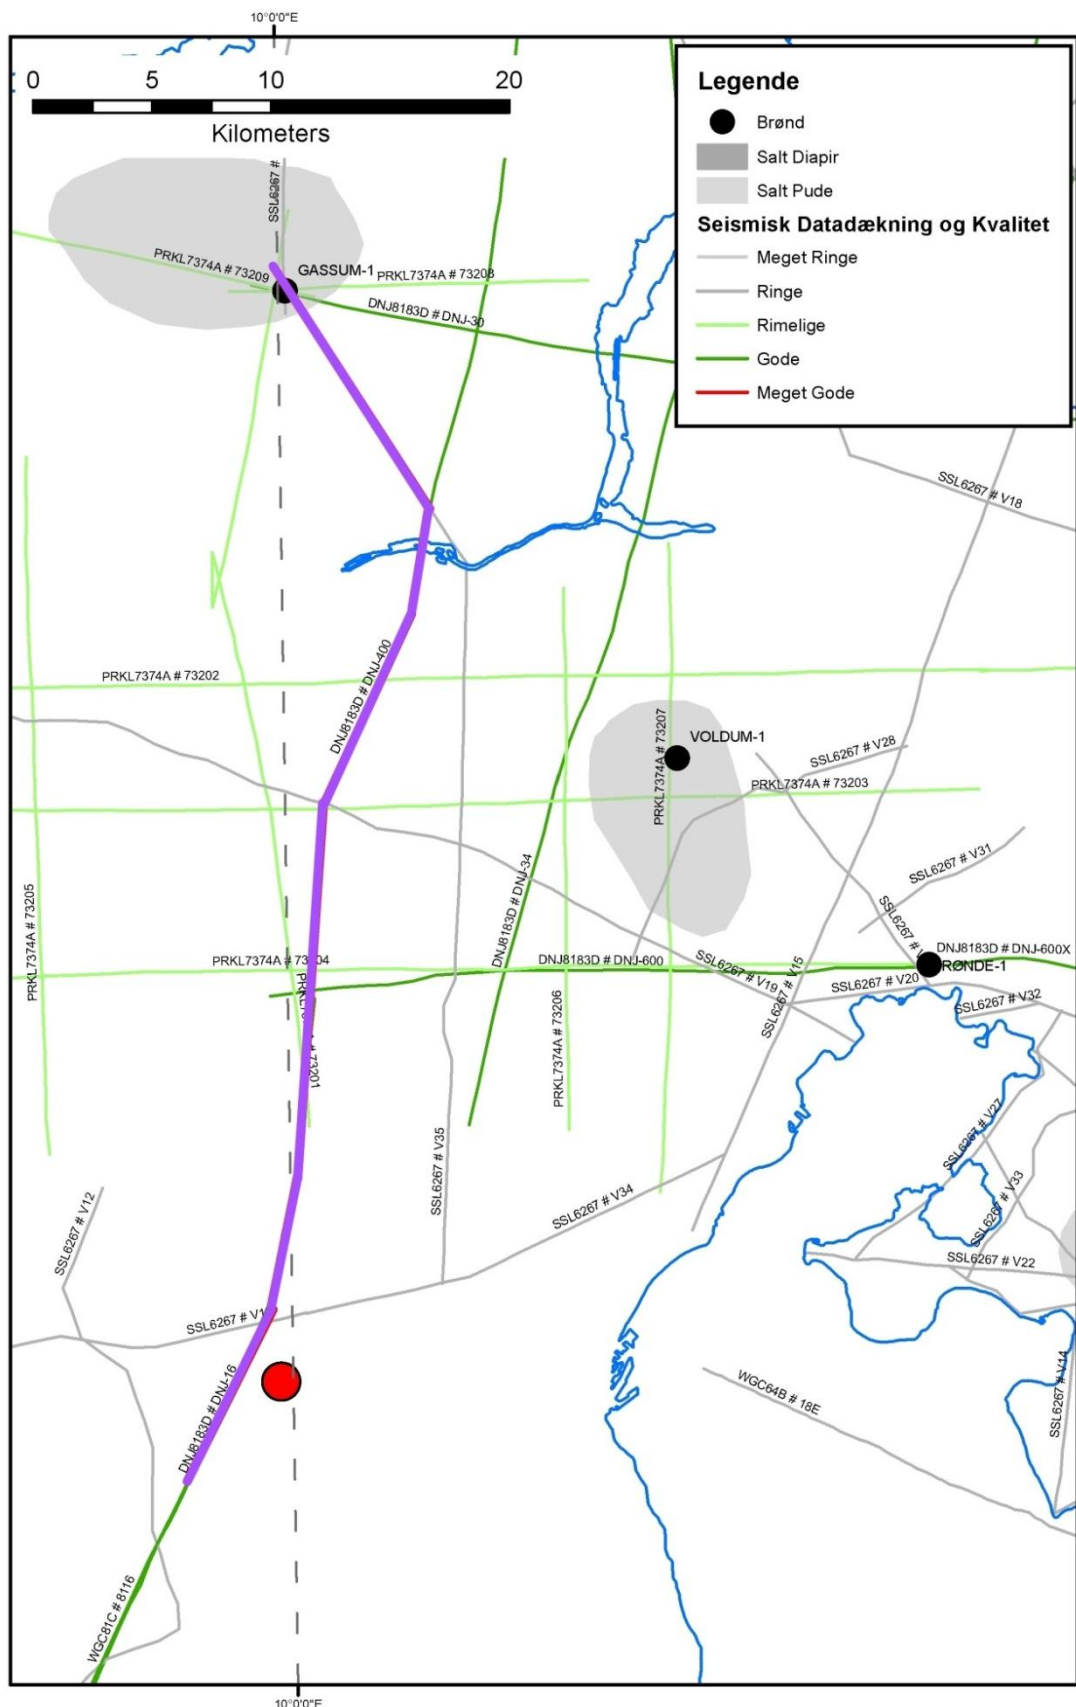 10°0'0"E
0 5 10 20
Kilometers
Legende
Brønd
Salt Diapir
Salt Pude
Seismisk Datadækning og Kvalitet
Meget Ringe
Ringe
Rimelige
Gode
Meget Gode
SSL6267 #
PRKL7374A # 73209
GASSUM-1
PRKL7374A # 73208
DNJ8183D # DNJ-30
SSL6267 # V18
DNJ8183D # DNJ-400
PRKL7374A # 73202
PRKL7374A # 73207
VOLDUM-1
SSL6267 # V28
PRKL7374A # 73203
SSL6267 # V31
PRKL7374A # 73205
DNJ8183D # DNJ-34
SSL6267 #
DNJ8183D # DNJ-600X
PRKL7374A # 73204
DNJ8183D # DNJ-600
RØNDE-1
SSL6267 # V19
SSL6267 # V15
SSL6267 # V20
SSL6267 # V32
73201
PRKL7374A # 73206
SSL6267 # V27
SSL6267 # V35
SSL6267 # V12
SSL6267 # V34
SSL6267 # V33
SSL6267 # V22
SSL6267 #
DNJ8183D # DNJ-16
WGC64B # 18E
SSL6267 # V14
WGC81C # 8116
10°0'0"E